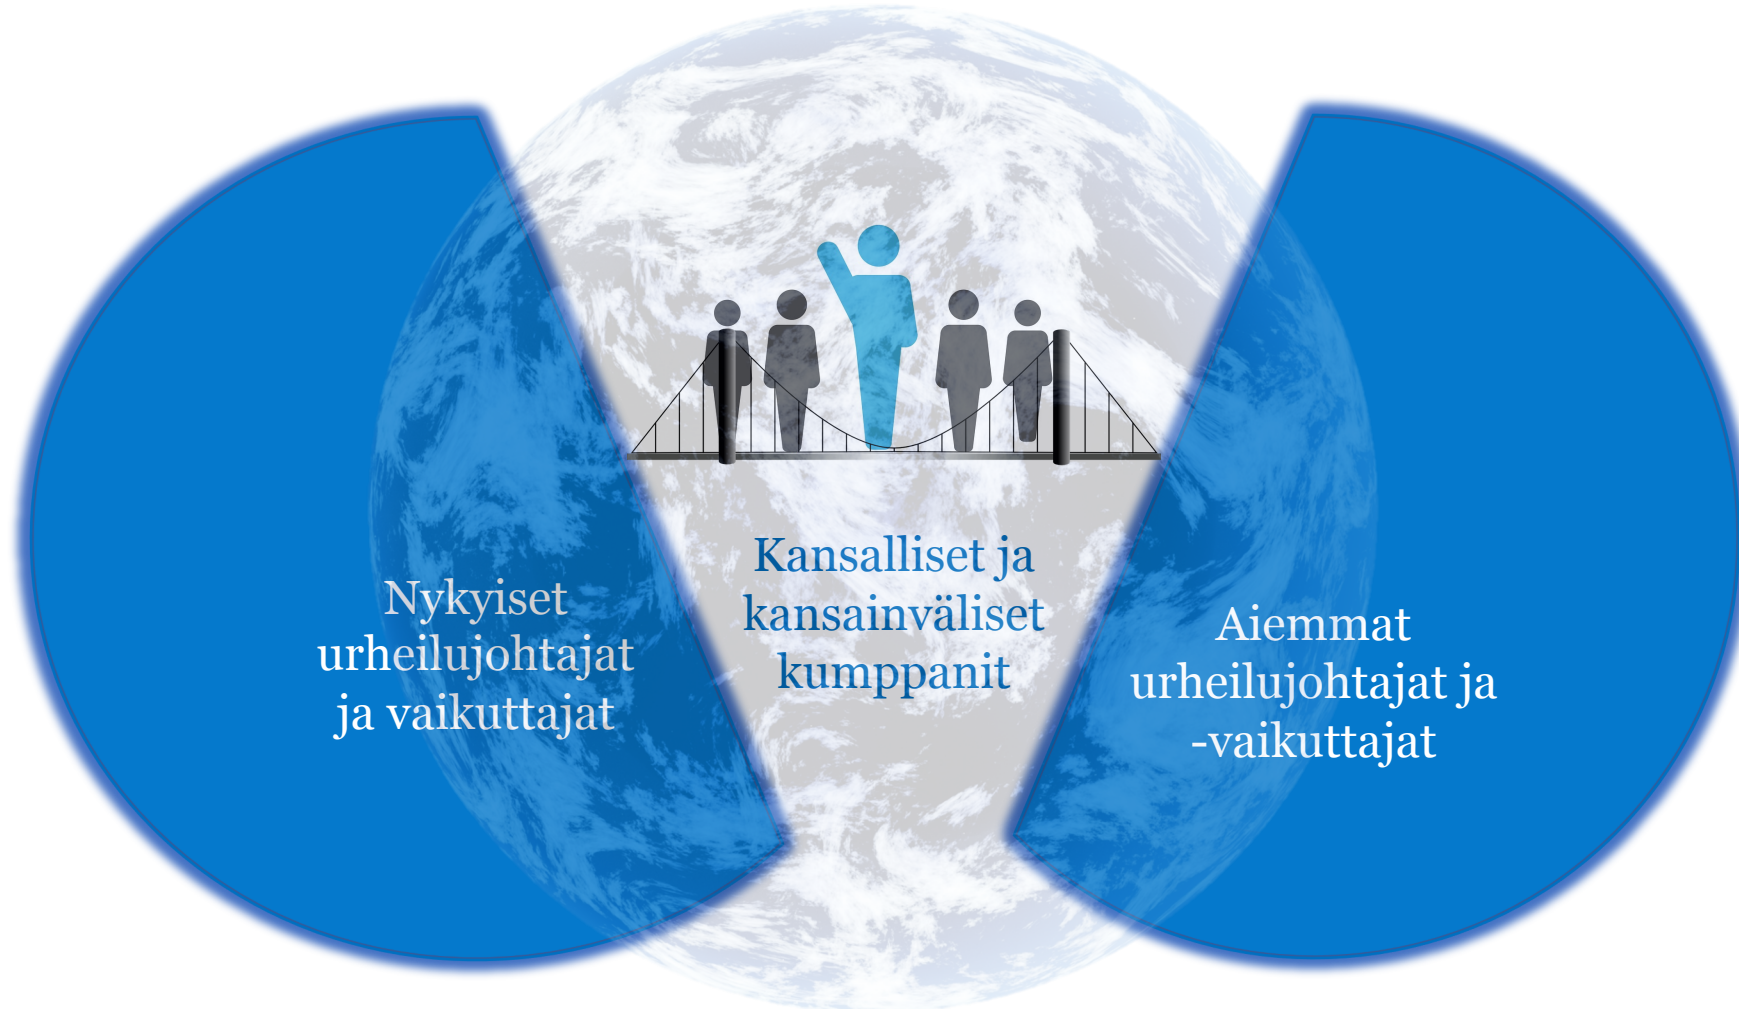 Nykyiset
urheilujohtajat
ja vaikuttajat
Kansalliset ja
kansainväliset
kumppanit
Aiemmat
urheilujohtajat ja
-vaikuttajat